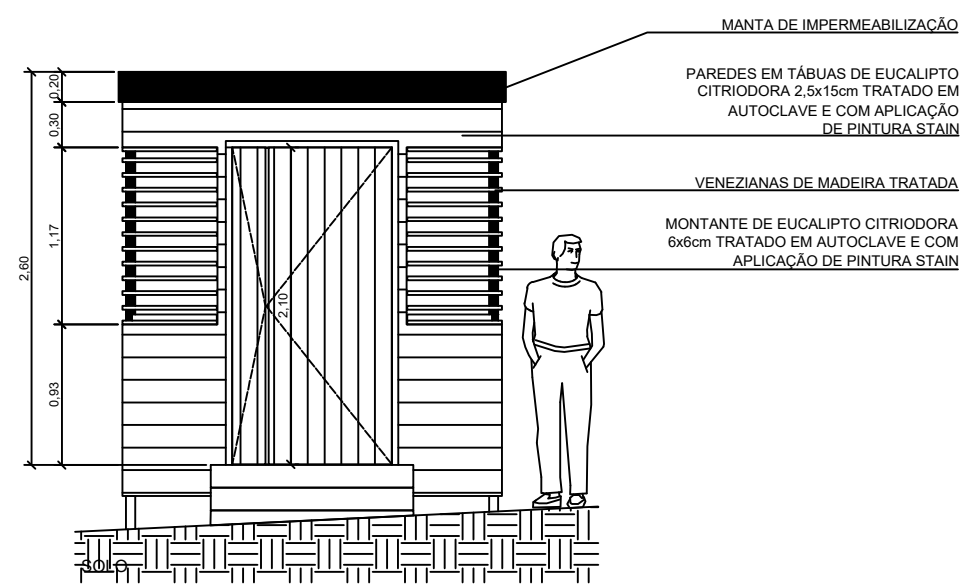 MANTA DE IMPERMEABILIZAÇÃO
PAREDES EM TÁBUAS DE EUCALIPTO
CITRIODORA 2,5x15cm TRATADO EM
AUTOCLAVE E COM APLICAÇÃO
DE PINTURA STAIN
VENEZIANAS DE MADEIRA TRATADA
MONTANTE DE EUCALIPTO CITRIODORA
6x6cm TRATADO EM AUTOCLAVE E COM
APLICAÇÃO DE PINTURA STAIN
0,20
0,30
1,17
2,60
2,10
0,93
SOLO